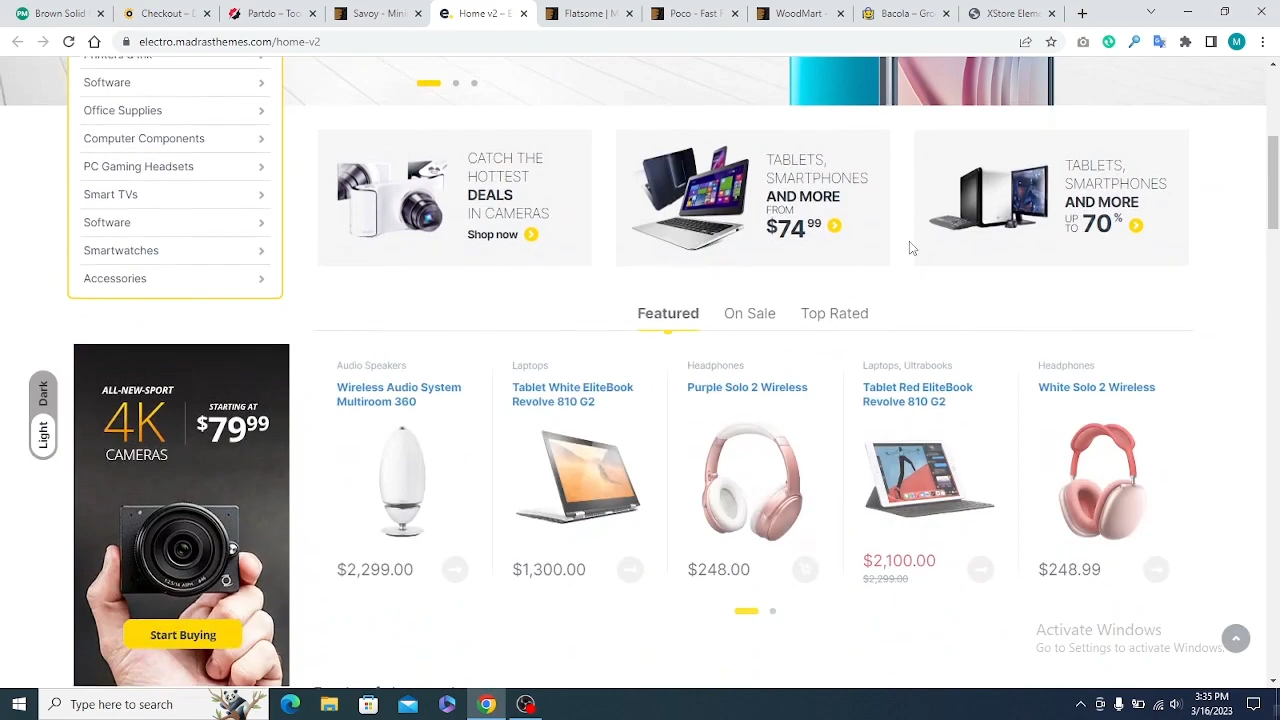 Home v2 – E
Sanov - Mini
Checkout – D
Partdo - Aut
Flatsome | M
Poco – Fast F
WoodMart -
Bacola – Gro
XStore Elem
electro.madrasthemes.com/home-v2
M
Printers & Ink
Software
Office Supplies
Computer Components
PC Gaming Headsets
Smart TVs
Software
Smartwatches
Accessories
CATCH THE
HOTTEST
DEALS
IN CAMERAS
Shop now
TABLETS,
SMARTPHONES
AND MORE
FROM
$74 99
TABLETS,
SMARTPHONES
AND MORE
UP TO 70 %
Featured On Sale Top Rated
Dark
Light
ALL-NEW-SPORT
4K
CAMERAS
STARTING AT
$79 99
Start Buying
Audio Speakers
Wireless Audio System
Multiroom 360
$2,299.00
Laptops
Tablet White EliteBook
Revolve 810 G2
$1,300.00
Headphones
Purple Solo 2 Wireless
$248.00
Laptops, Ultrabooks
Tablet Red EliteBook
Revolve 810 G2
$2,100.00
$2,299.00
Headphones
White Solo 2 Wireless
$248.99
Activate Windows
Go to Settings to activate Windows.
Type here to search
3:35 PM
3/16/2023